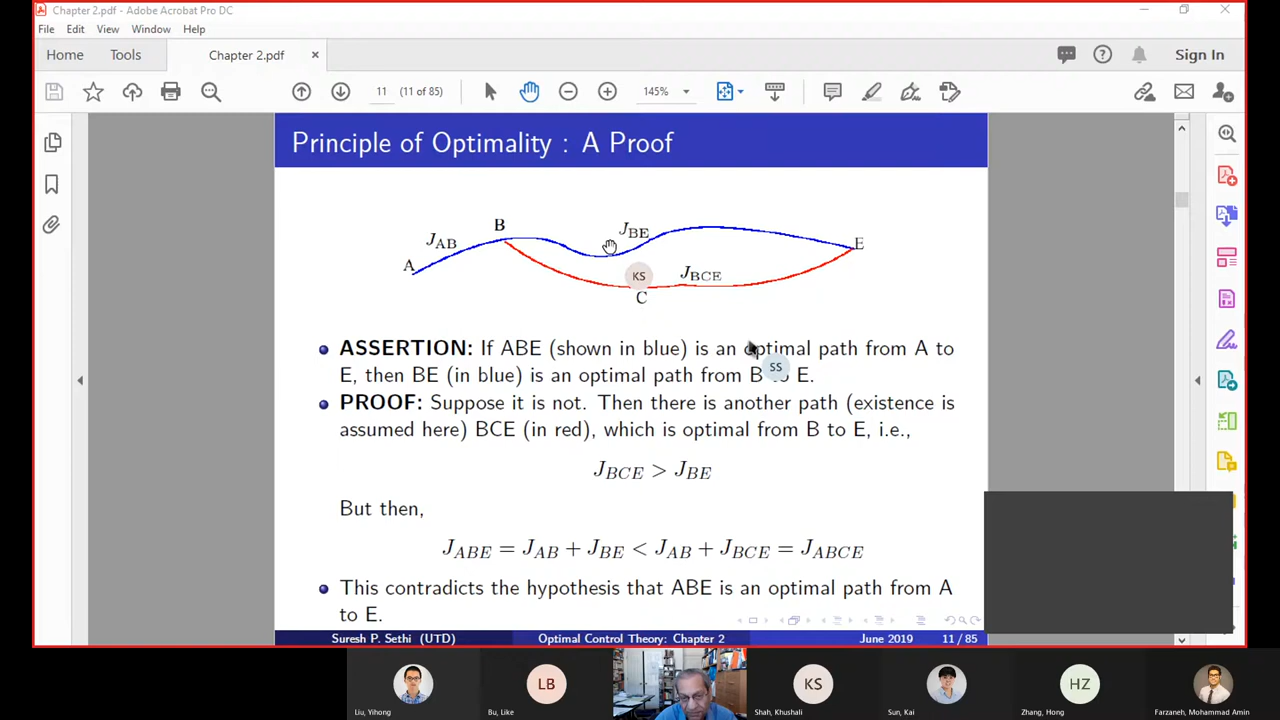 Chapter 2.pdf - Adobe Acrobat Pro DC
File Edit View Window Help
Home Tools Chapter 2.pdf × Sign In
11 (11 of 85) 145%
Principle of Optimality : A Proof
B
J_AB
J_BE
A
E
KS
J_BCE
C
ASSERTION: If ABE (shown in blue) is an optimal path from A to
E, then BE (in blue) is an optimal path from B to E.
SS
PROOF: Suppose it is not. Then there is another path (existence is
assumed here) BCE (in red), which is optimal from B to E, i.e.,
J_BCE > J_BE
But then,
J_ABE = J_AB + J_BE < J_AB + J_BCE = J_ABCE
This contradicts the hypothesis that ABE is an optimal path from A
to E.
Suresh P. Sethi (UTD) Optimal Control Theory: Chapter 2 June 2019 11 / 85
LB KS HZ
Liu, Yihong Bu, Like Shah, Khushali Sun, Kai Zhang, Hong Farzaneh, Mohammad Amin